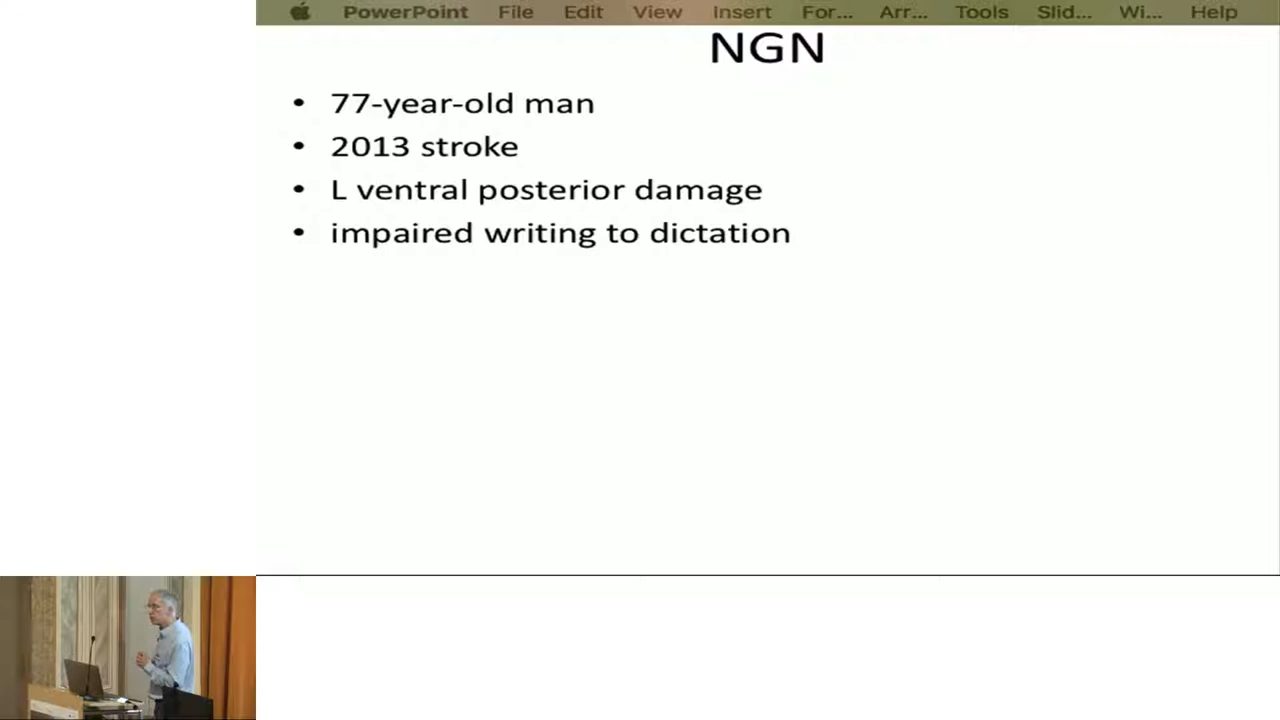 PowerPoint File Edit View Insert For... Arr... Tools Slid... Wi... Help
NGN
• 77-year-old man
• 2013 stroke
• L ventral posterior damage
• impaired writing to dictation